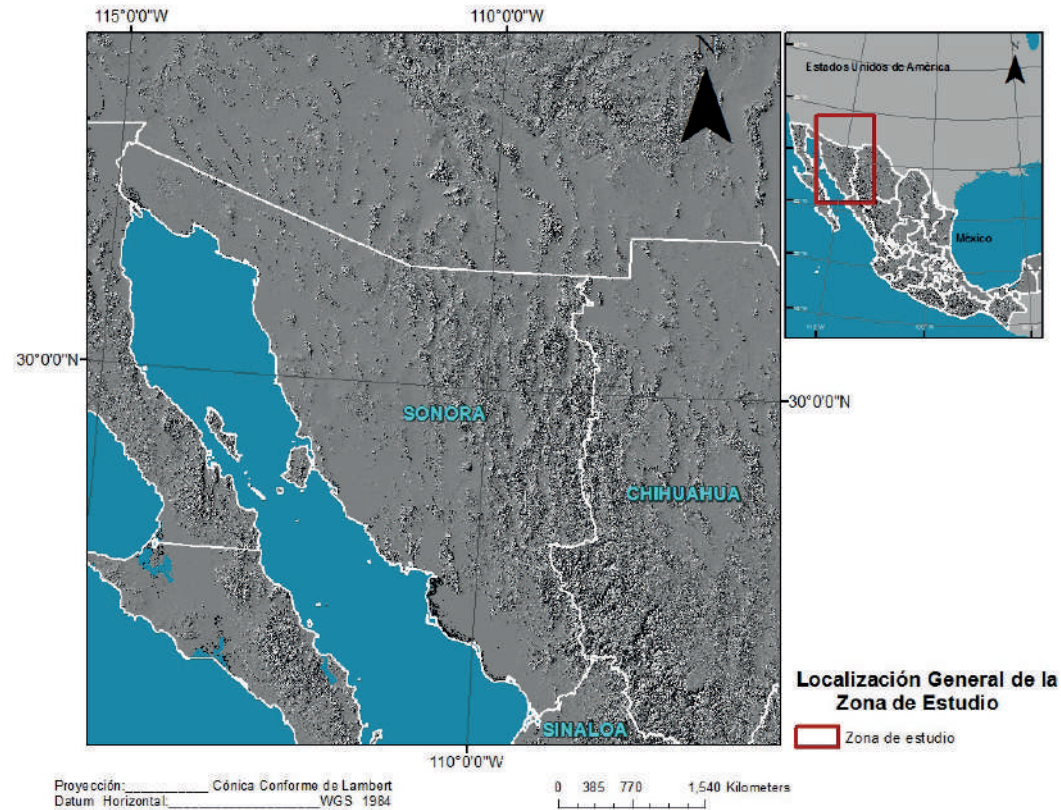 115°0'0"W
110°0'0"W
N
30°0'0"N
SONORA
CHIHUAHUA
SINALOA
110°0'0"W
Estados Unidos de América
N
México
30°0'0"N
Localización General de la
Zona de Estudio
Zona de estudio
Proyección:____________ Cónica Conforme de Lambert
Datum Horizontal:____________________WGS 1984
0 385 770 1,540 Kilometers